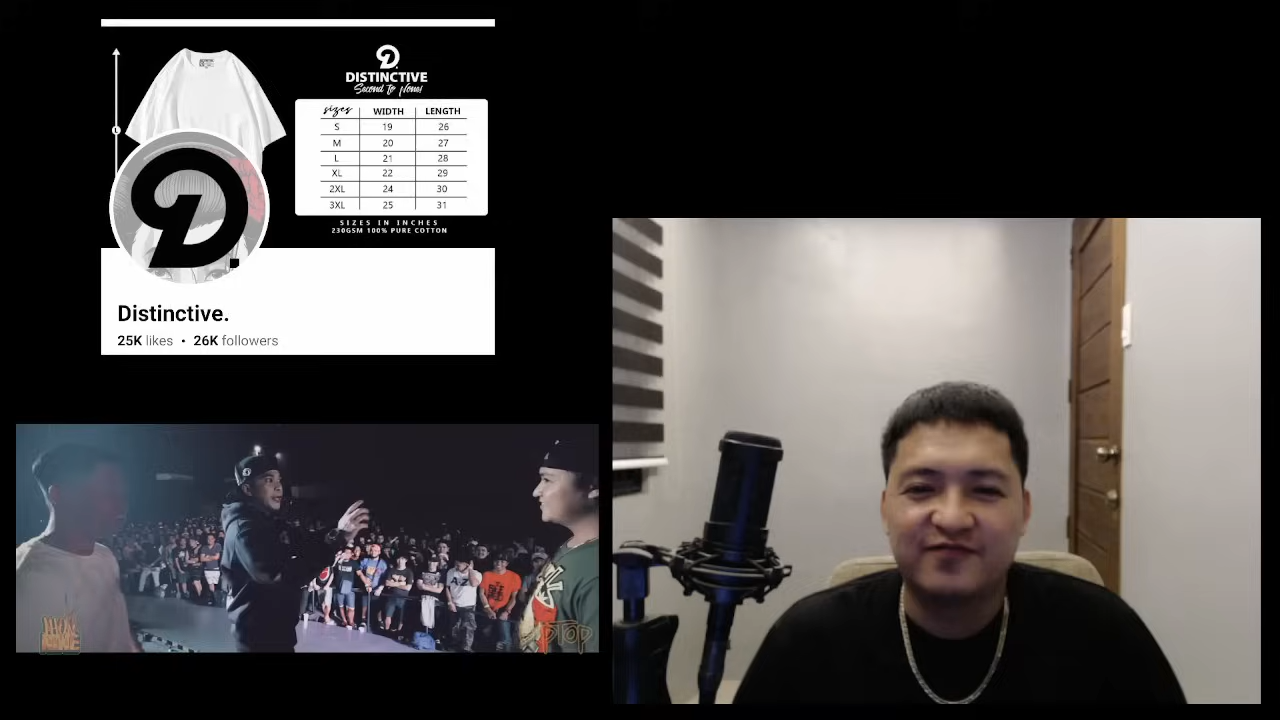 DISTINCTIVE
Second To None!
sizes WIDTH LENGTH
S 19 26
M 20 27
L 21 28
XL 22 29
2XL 24 30
3XL 25 31
SIZES IN INCHES
230GSM 100% PURE COTTON
L
D.
Distinctive.
25K likes • 26K followers